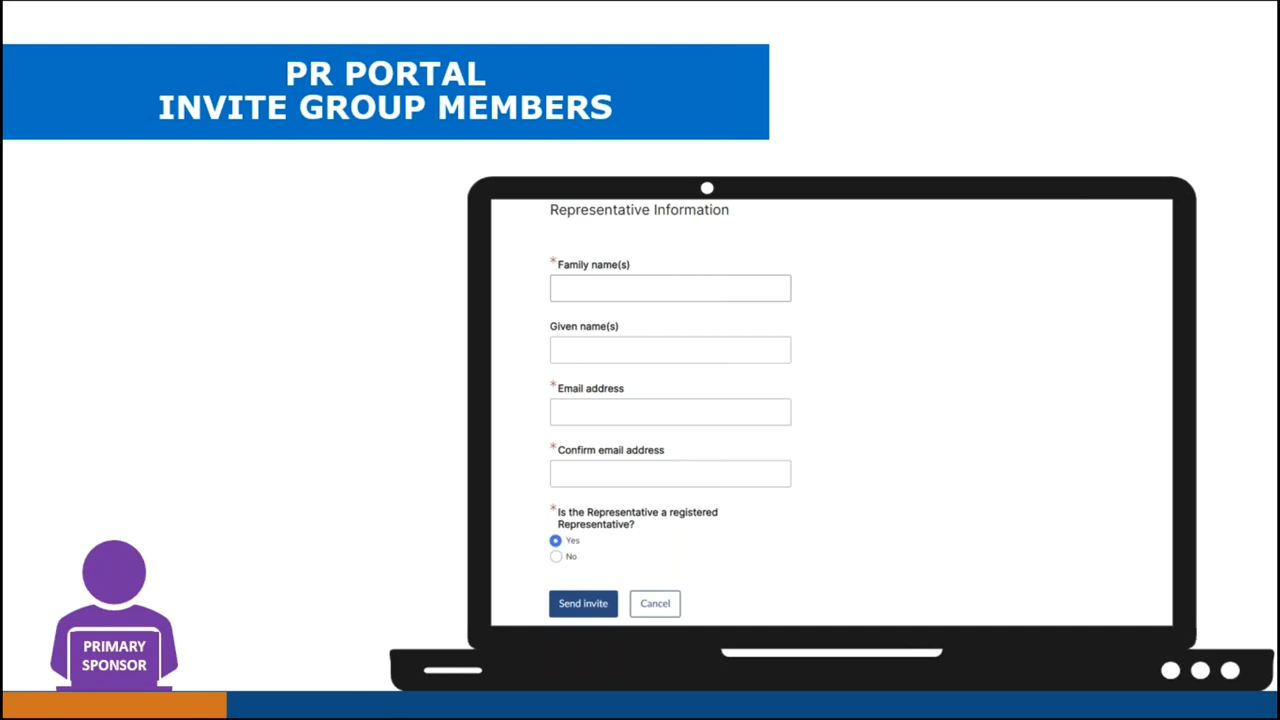 PR PORTAL
INVITE GROUP MEMBERS
Representative Information
*Family name(s)
Given name(s)
*Email address
*Confirm email address
*Is the Representative a registered
Representative?
Yes
No
Send invite
Cancel
PRIMARY
SPONSOR